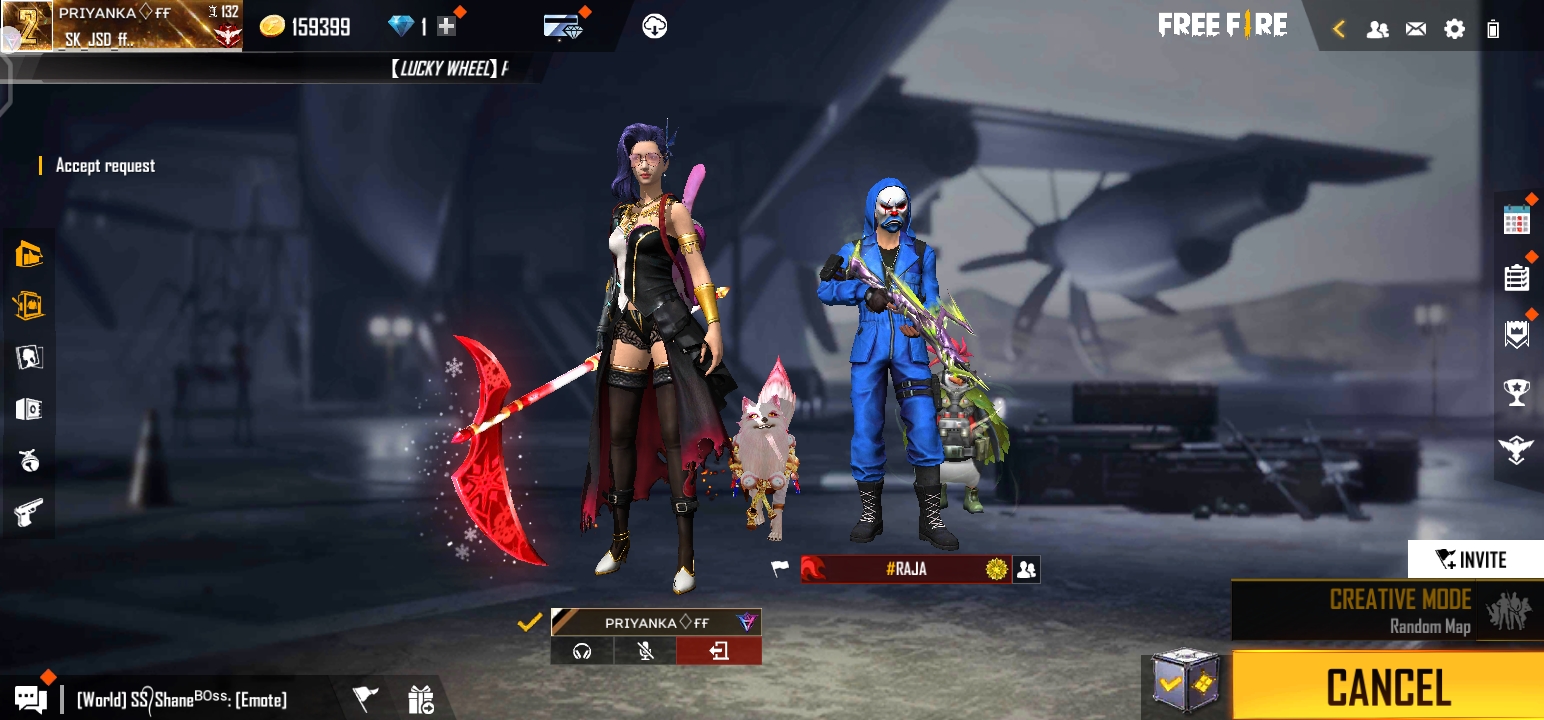 PRIYANKA♢FF
132
_SK_JSD_ff..
159399
1
FREE FIRE
【LUCKY WHEEL】
Accept request
#RAJA
INVITE
CREATIVE MODE
Random Map
PRIYANKA♢FF
CANCEL
[World] SS Shaneᴮᴼˢˢ: [Emote]